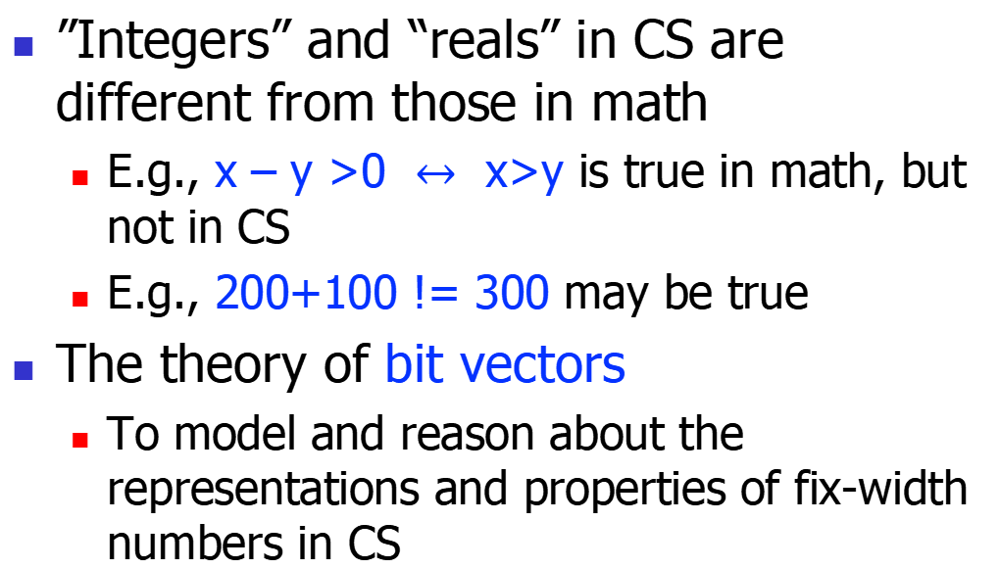 ”Integers” and “reals” in CS are
different from those in math
E.g., x – y >0 ↔ x>y is true in math, but
not in CS
E.g., 200+100 != 300 may be true
The theory of bit vectors
To model and reason about the
representations and properties of fix-width
numbers in CS